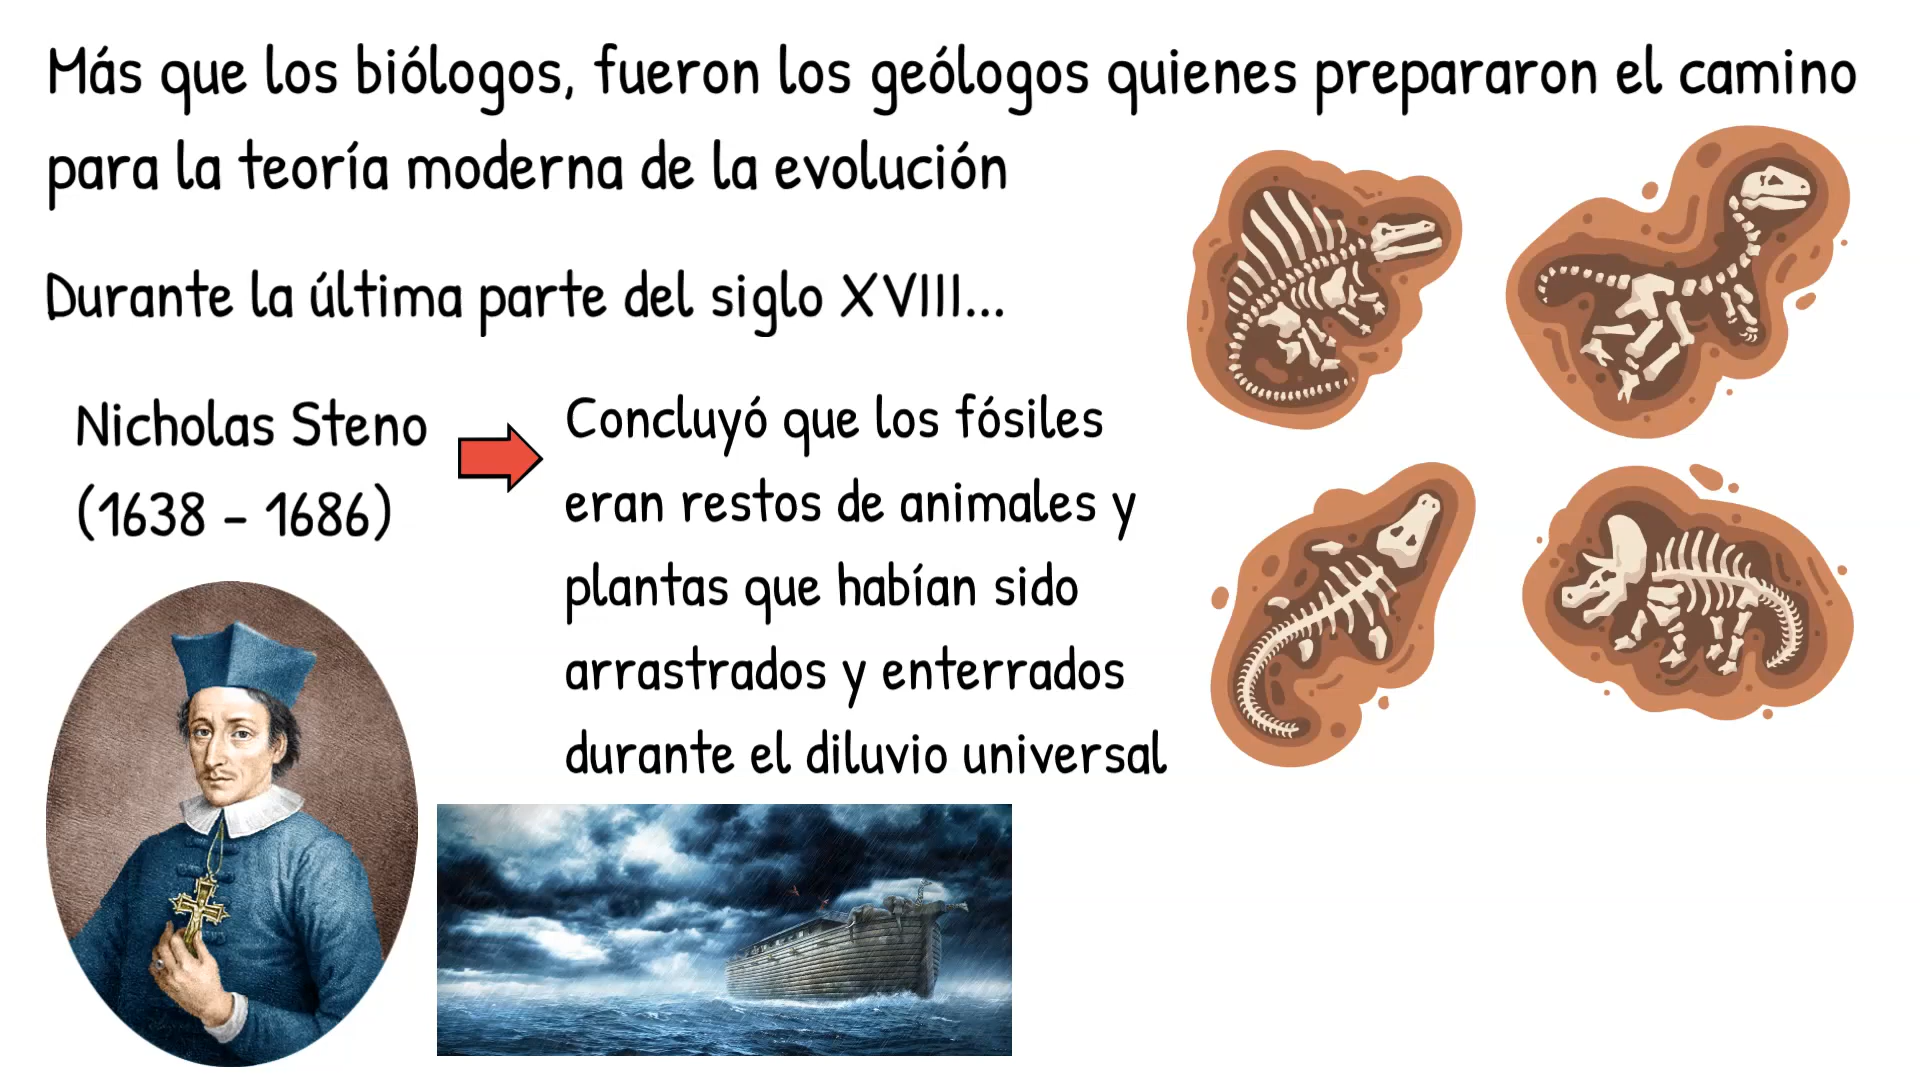 Más que los biólogos, fueron los geólogos quienes prepararon el camino
para la teoría moderna de la evolución
Durante la última parte del siglo XVIII...
Nicholas Steno
(1638 - 1686)
Concluyó que los fósiles
eran restos de animales y
plantas que habían sido
arrastrados y enterrados
durante el diluvio universal